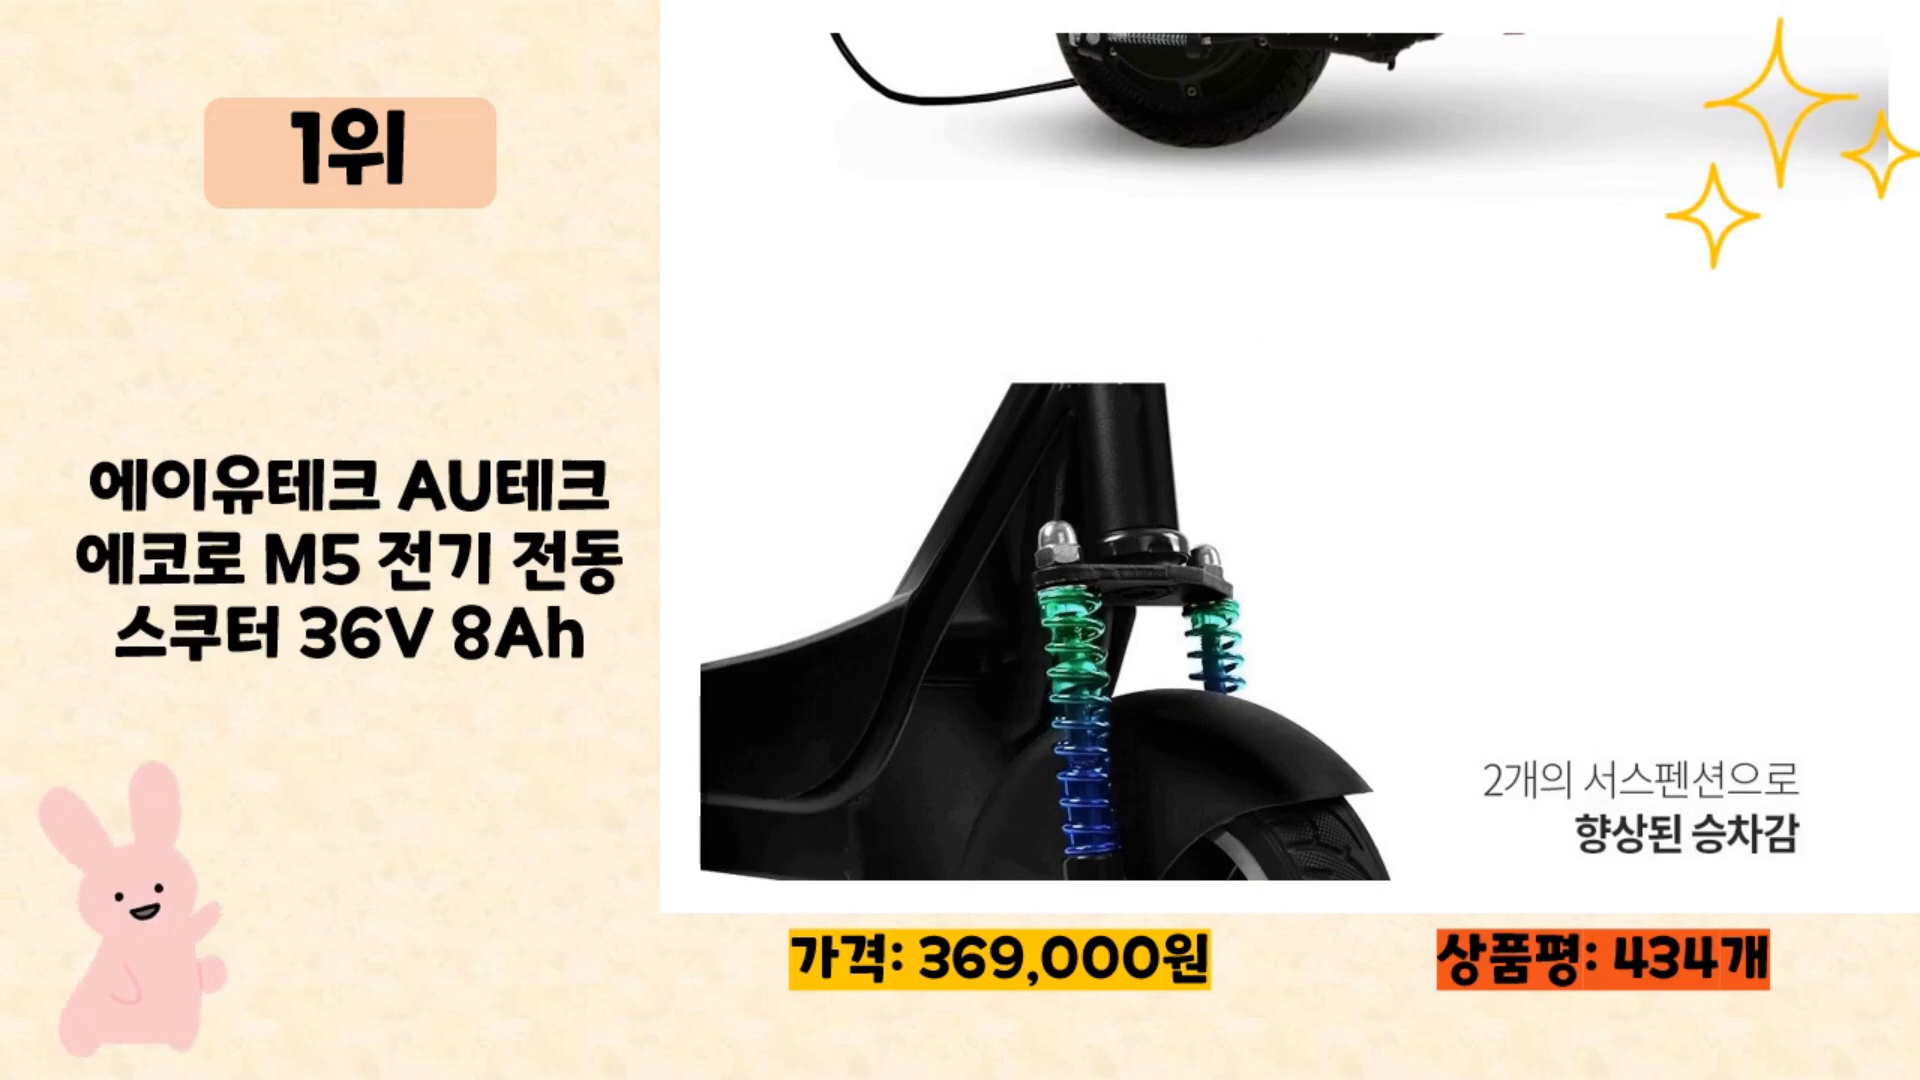 1위
에이유테크 AU테크
에코로 M5 전기 전동
스쿠터 36V 8Ah
2개의 서스펜션으로
향상된 승차감
가격: 369,000원
상품평: 434개